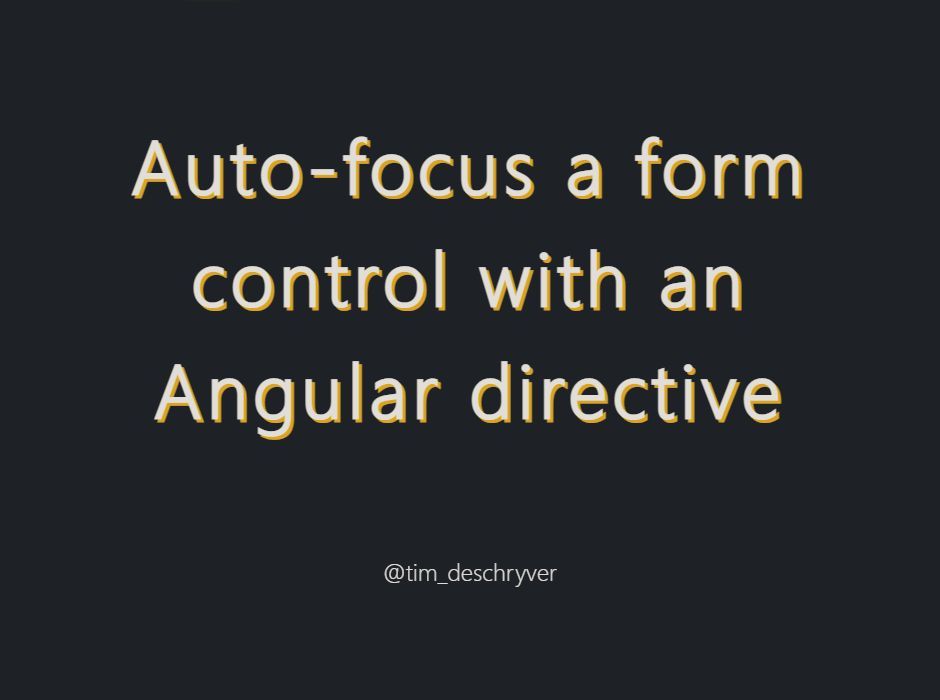 Auto-focus a form
control with an
Angular directive
@tim_deschryver